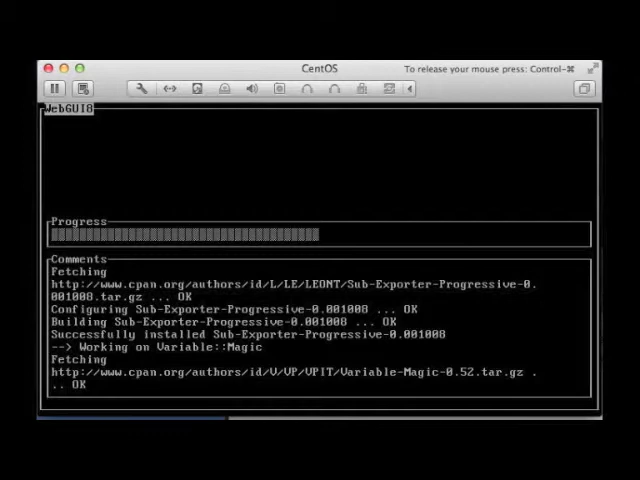 CentOS
To release your mouse press: Control-⌘
WebGUI8
Progress
Comments
Fetching
http://www.cpan.org/authors/id/L/LE/LEONT/Sub-Exporter-Progressive-0.
001008.tar.gz ... OK
Configuring Sub-Exporter-Progressive-0.001008 ... OK
Building Sub-Exporter-Progressive-0.001008 ... OK
Successfully installed Sub-Exporter-Progressive-0.001008
--> Working on Variable::Magic
Fetching
http://www.cpan.org/authors/id/V/VP/VPIT/Variable-Magic-0.52.tar.gz .
.. OK